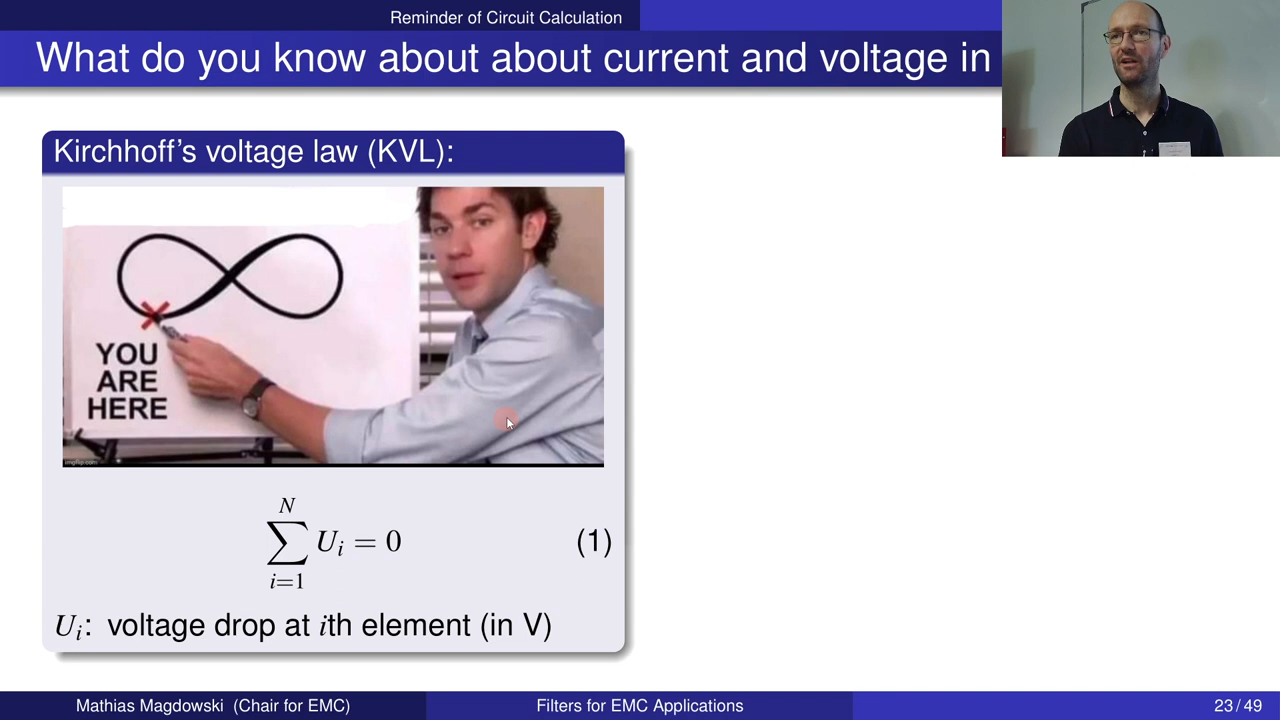 Reminder of Circuit Calculation
What do you know about about current and voltage in
Kirchhoff's voltage law (KVL):
YOU
ARE
HERE
imgflip.com
N
∑ U_i = 0 (1)
i=1
U_i: voltage drop at ith element (in V)
Mathias Magdowski (Chair for EMC) Filters for EMC Applications 23 / 49